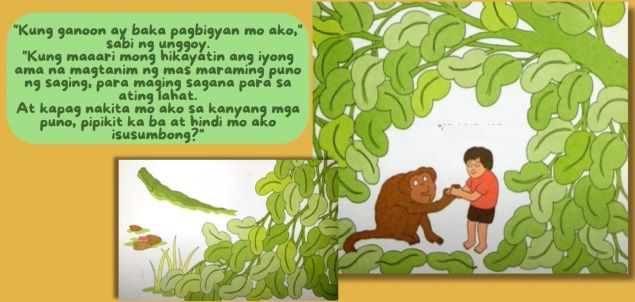 "Kung ganoon ay baka pagbigyan mo ako,"
sabi ng unggoy.
"Kung maaari mong hikayatin ang iyong
ama na magtanim ng mas maraming puno
ng saging, para maging sagana para sa
ating lahat.
At kapag nakita mo ako sa kanyang mga
puno, pipikit ka ba at hindi mo ako
isusumbong?"